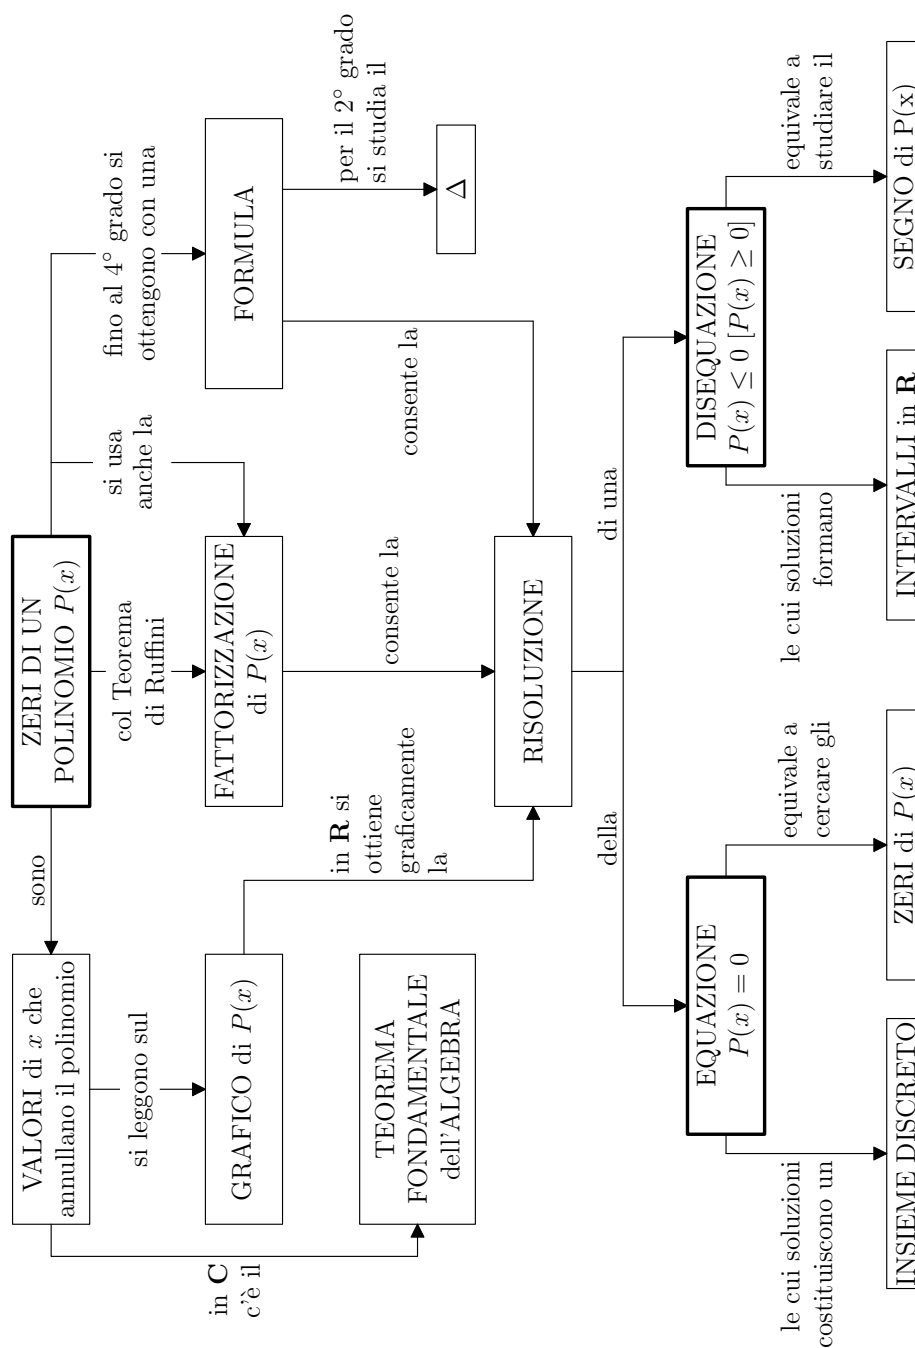 ZERI DI UN
POLINOMIO P(x)
sono
VALORI di x che
annullano il polinomio
si leggono sul
GRAFICO di P(x)
in C
c'è il
TEOREMA
FONDAMENTALE
dell'ALGEBRA
in R si
ottiene
graficamente
la
col Teorema
di Ruffini
si usa
anche la
FATTORIZZAZIONE
di P(x)
consente la
fino al 4° grado si
ottengono con una
FORMULA
per il 2° grado
si studia il
Δ
consente la
RISOLUZIONE
della
di una
EQUAZIONE
P(x) = 0
le cui soluzioni
costituiscono un
INSIEME DISCRETO
equivale a
cercare gli
ZERI di P(x)
DISEQUAZIONE
P(x) ≤ 0 [P(x) ≥ 0]
le cui soluzioni
formano
INTERVALLI in R
equivale a
studiare il
SEGNO di P(x)